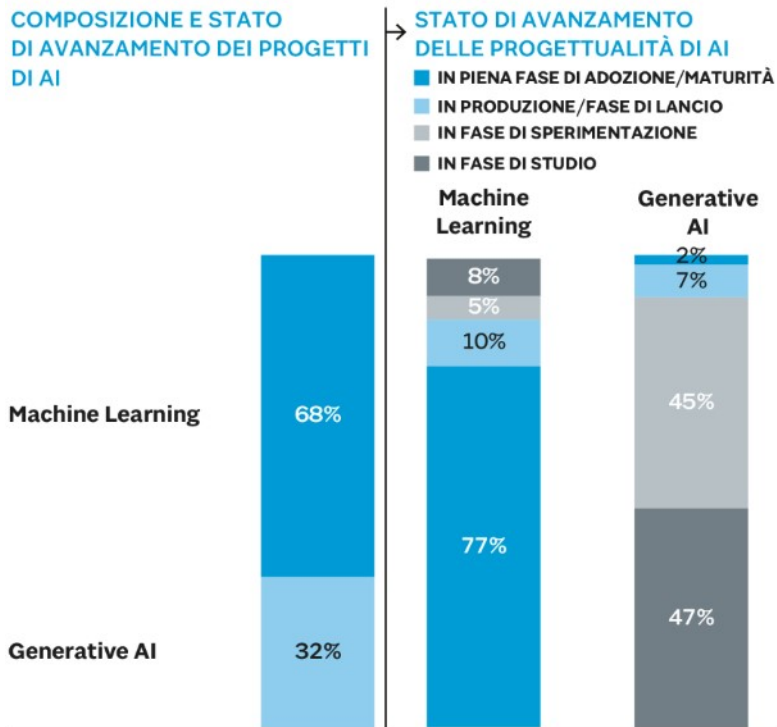 COMPOSIZIONE E STATO
DI AVANZAMENTO DEI PROGETTI
DI AI
STATO DI AVANZAMENTO
DELLE PROGETTUALITÀ DI AI
IN PIENA FASE DI ADOZIONE/MATURITÀ
IN PRODUZIONE/FASE DI LANCIO
IN FASE DI SPERIMENTAZIONE
IN FASE DI STUDIO
Machine
Learning
Generative
AI
Machine Learning
68%
Generative AI
32%
8%
5%
10%
77%
2%
7%
45%
47%